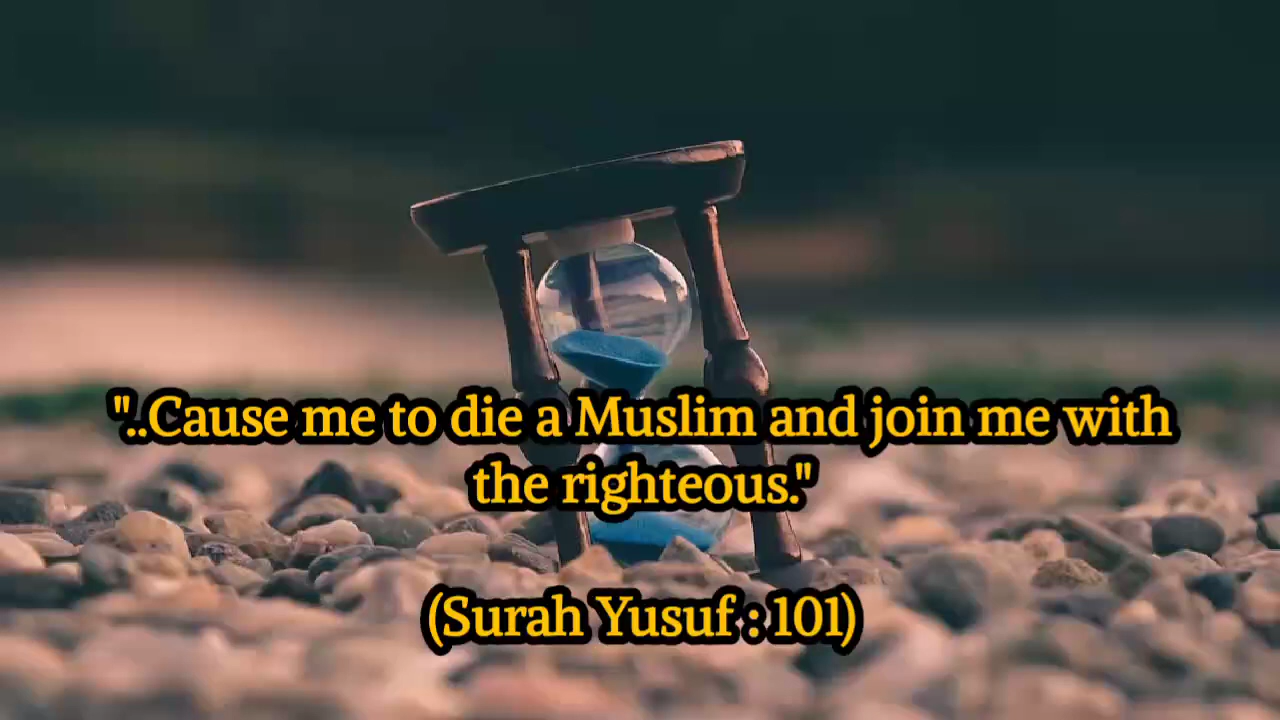 "..Cause me to die a Muslim and join me with
the righteous."
(Surah Yusuf : 101)